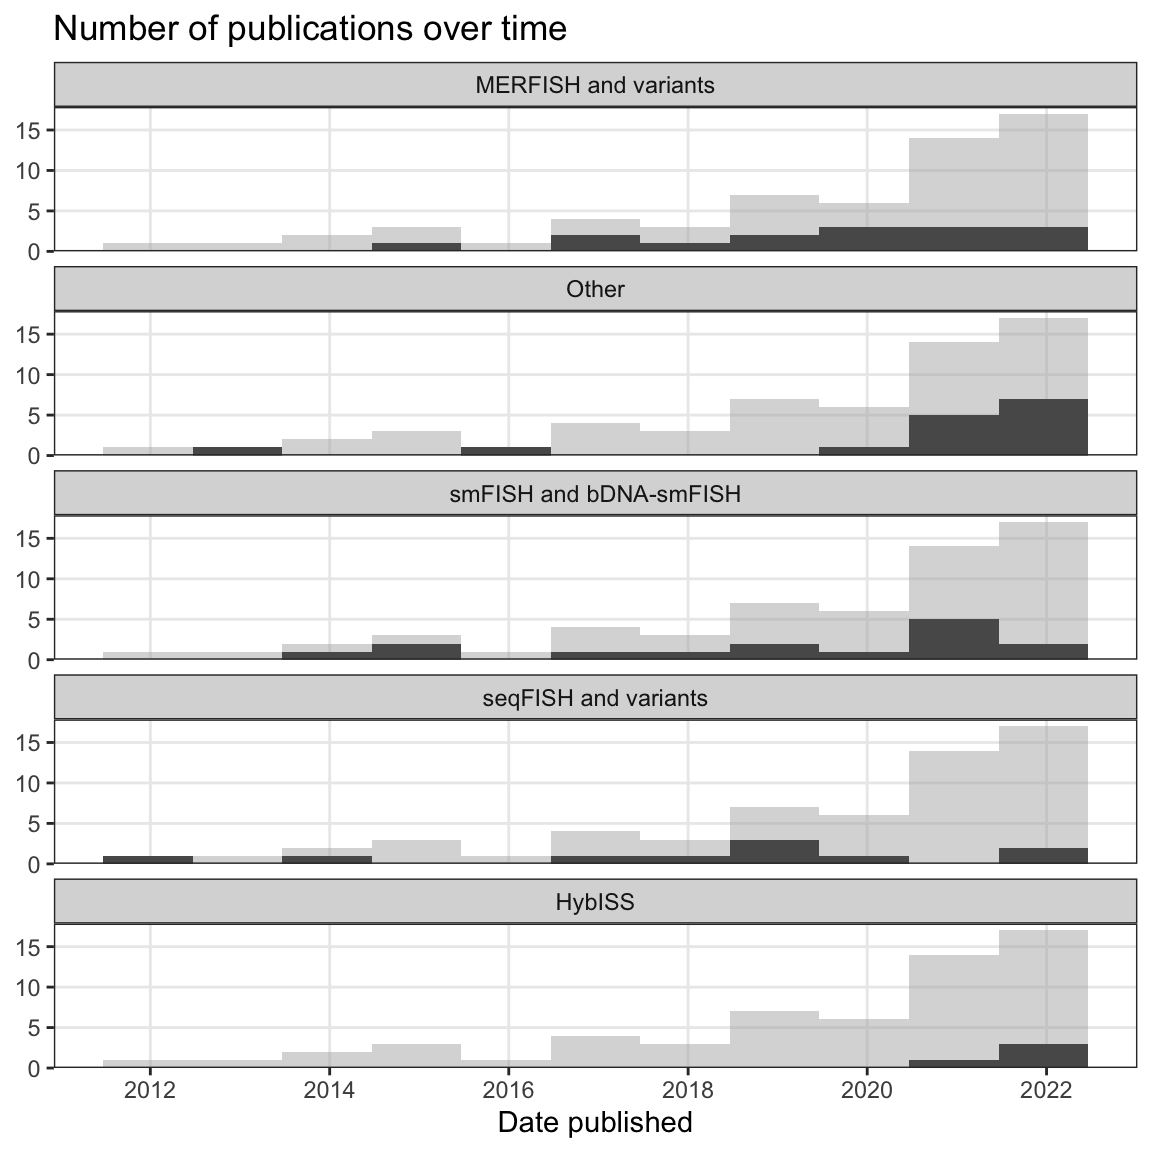 Number of publications over time
MERFISH and variants
15
10
5
0
Other
15
10
5
0
smFISH and bDNA-smFISH
15
10
5
0
seqFISH and variants
15
10
5
0
HybISS
15
10
5
0
2012 2014 2016 2018 2020 2022
Date published